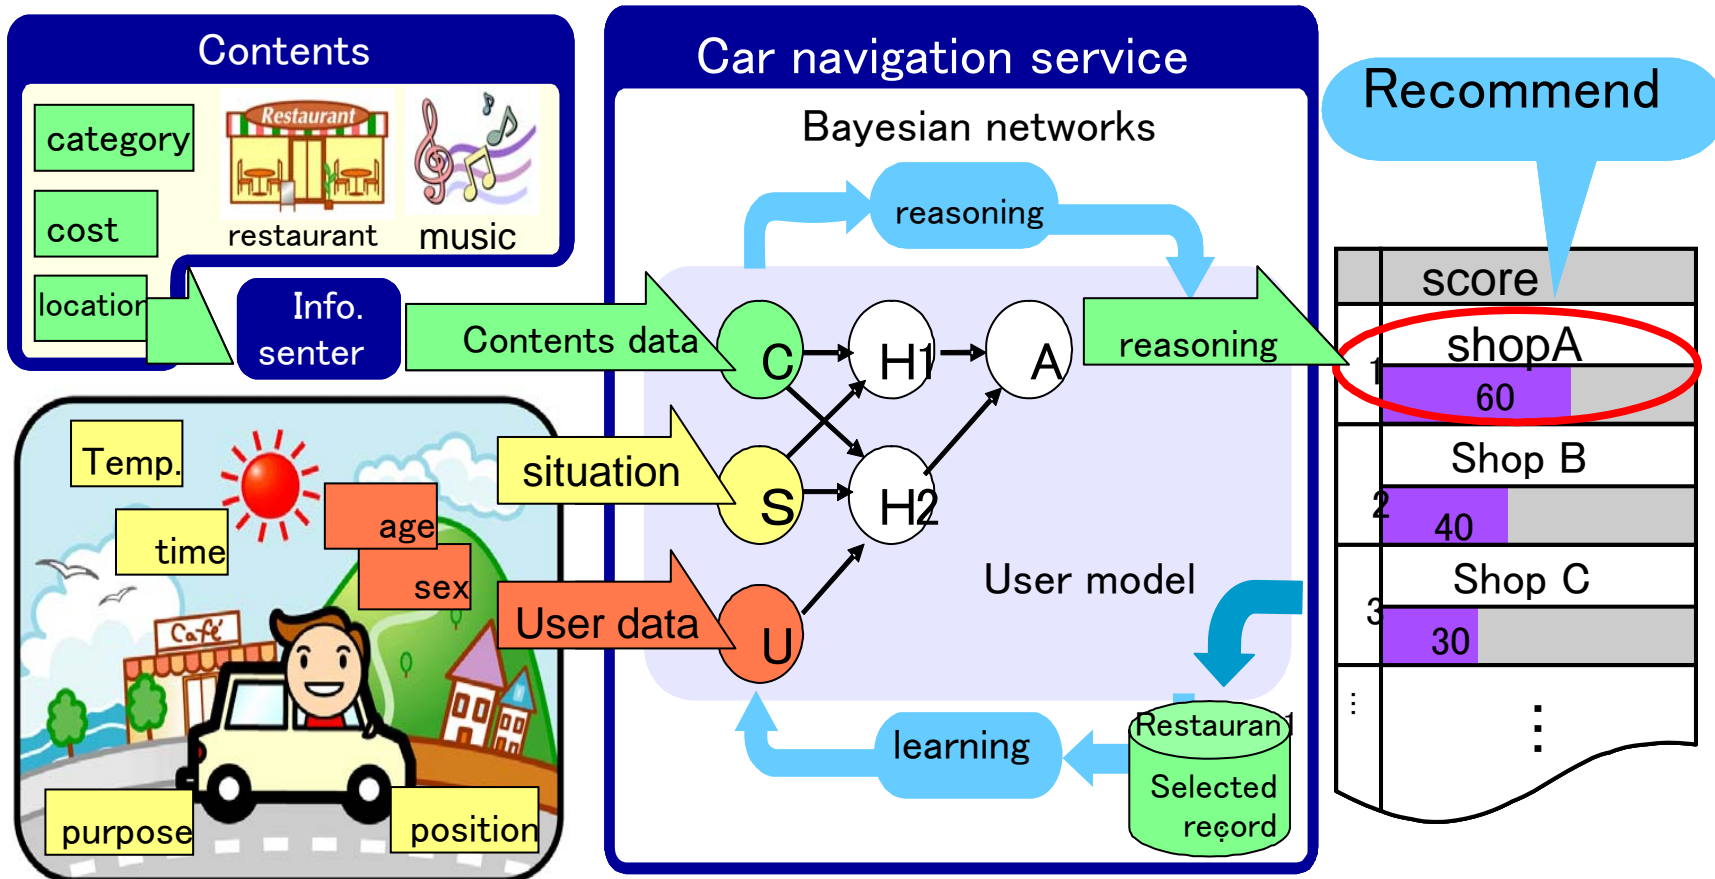 Contents
category
cost
location
Restaurant
restaurant
music
Info.
senter
Contents data
Temp.
time
age
sex
Café
purpose
position
situation
User data
Car navigation service
Bayesian networks
reasoning
C
H1
A
S
H2
U
User model
reasoning
learning
Restaurant
Selected
record
:
Recommend
score
1
shopA
60
2
Shop B
40
3
Shop C
30
⋮
⋮